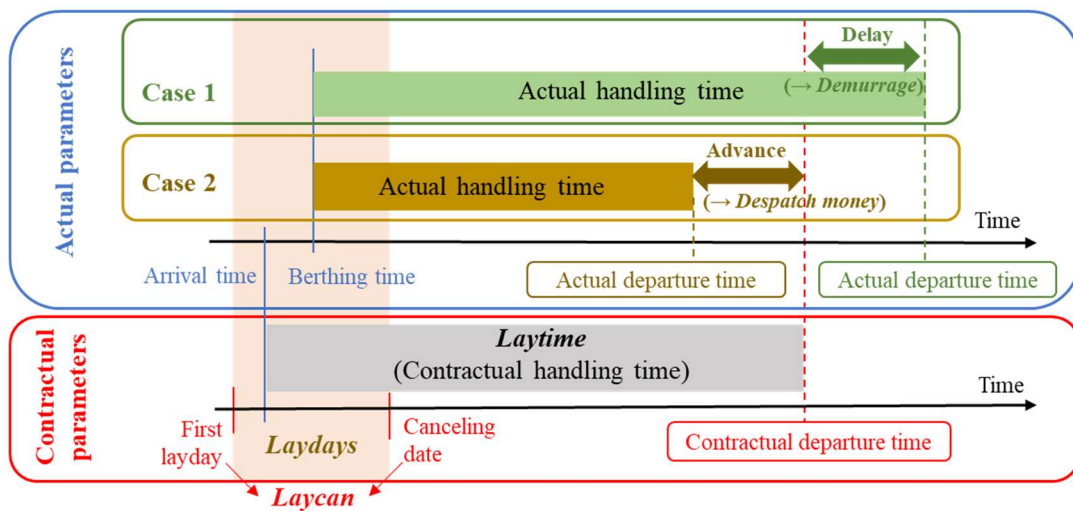 Actual parameters
Delay
Case 1
Actual handling time
(→ Demurrage)
Advance
Case 2
Actual handling time
(→ Despatch money)
Time
Arrival time
Berthing time
Actual departure time
Actual departure time
Contractual
parameters
Laytime
(Contractual handling time)
Time
First
layday
Laydays
Canceling
date
Contractual departure time
Laycan